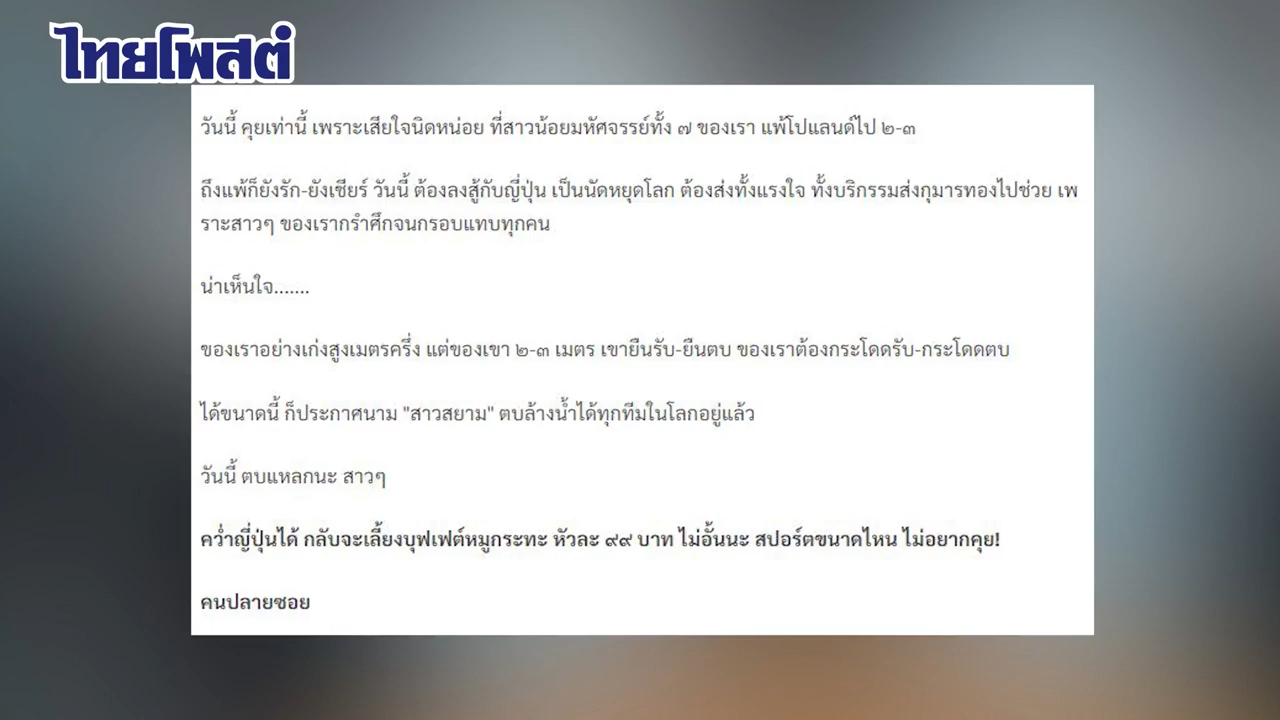 ไทยโพสต์
วันนี้ คุยเท่านี้ เพราะเสียใจนิดหน่อย ที่สาวน้อยมหัศจรรย์ทั้ง ๗ ของเรา แพ้โปแลนด์ไป ๒-๓
ถึงแพ้ก็ยังรัก-ยังเชียร์ วันนี้ ต้องลงสู้กับญี่ปุ่น เป็นนัดหยุดโลก ต้องส่งทั้งแรงใจ ทั้งบริกรรมส่งกุมารทองไปช่วย เพ
ราะสาวๆ ของเรากรำศึกจนกรอบแทบทุกคน
น่าเห็นใจ.......
ของเราอย่างเก่งสูงเมตรครึ่ง แต่ของเขา ๒-๓ เมตร เขายืนรับ-ยืนตบ ของเราต้องกระโดดรับ-กระโดดตบ
ได้ขนาดนี้ ก็ประกาศนาม "สาวสยาม" ตบล้างน้ำได้ทุกทีมในโลกอยู่แล้ว
วันนี้ ตบแหลกนะ สาวๆ
คว่ำญี่ปุ่นได้ กลับจะเลี้ยงบุฟเฟต์หมูกระทะ หัวละ ๙๙ บาท ไม่อั้นนะ สปอร์ตขนาดไหน ไม่อยากคุย!
คนปลายซอย